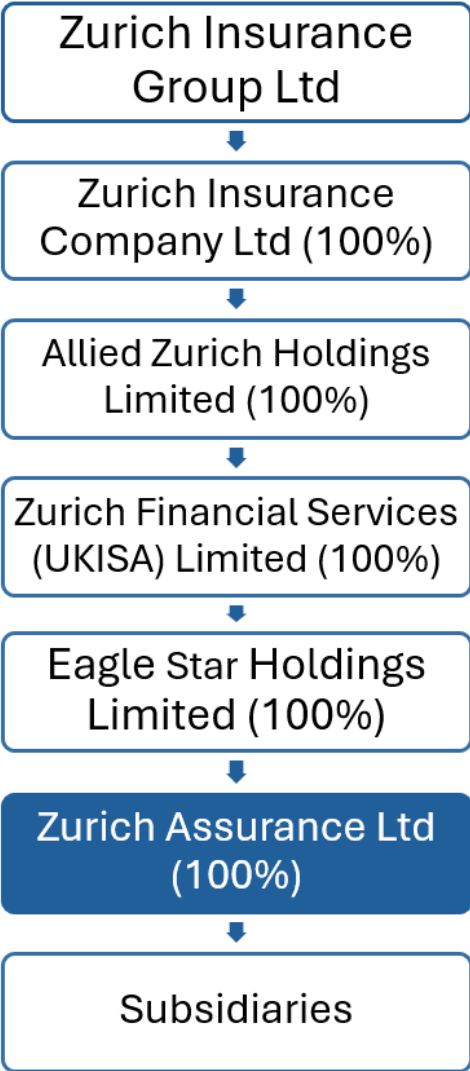 Zurich Insurance
Group Ltd
Zurich Insurance
Company Ltd (100%)
Allied Zurich Holdings
Limited (100%)
Zurich Financial Services
(UKISA) Limited (100%)
Eagle Star Holdings
Limited (100%)
Zurich Assurance Ltd
(100%)
Subsidiaries